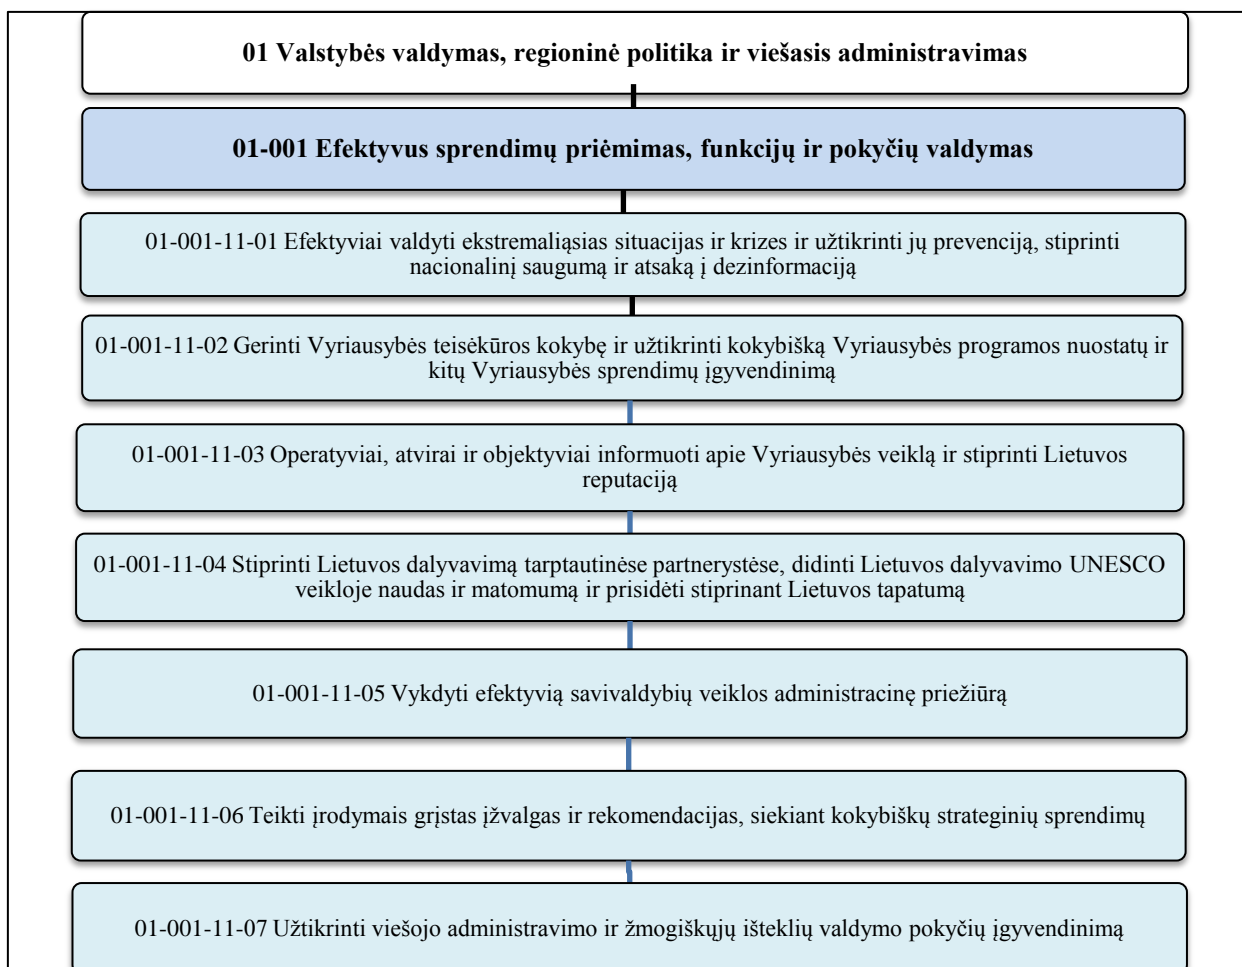 01 Valstybės valdymas, regioninė politika ir viešasis administravimas
01-001 Efektyvus sprendimų priėmimas, funkcijų ir pokyčių valdymas
01-001-11-01 Efektyviai valdyti ekstremaliąsias situacijas ir krizes ir užtikrinti jų prevenciją, stiprinti
nacionalinį saugumą ir atsaką į dezinformaciją
01-001-11-02 Gerinti Vyriausybės teisėkūros kokybę ir užtikrinti kokybišką Vyriausybės programos nuostatų ir
kitų Vyriausybės sprendimų įgyvendinimą
01-001-11-03 Operatyviai, atvirai ir objektyviai informuoti apie Vyriausybės veiklą ir stiprinti Lietuvos
reputaciją
01-001-11-04 Stiprinti Lietuvos dalyvavimą tarptautinėse partnerystėse, didinti Lietuvos dalyvavimo UNESCO
veikloje naudas ir matomumą ir prisidėti stiprinant Lietuvos tapatumą
01-001-11-05 Vykdyti efektyvią savivaldybių veiklos administracinę priežiūrą
01-001-11-06 Teikti įrodymais grįstas įžvalgas ir rekomendacijas, siekiant kokybiškų strateginių sprendimų
01-001-11-07 Užtikrinti viešojo administravimo ir žmogiškųjų išteklių valdymo pokyčių įgyvendinimą